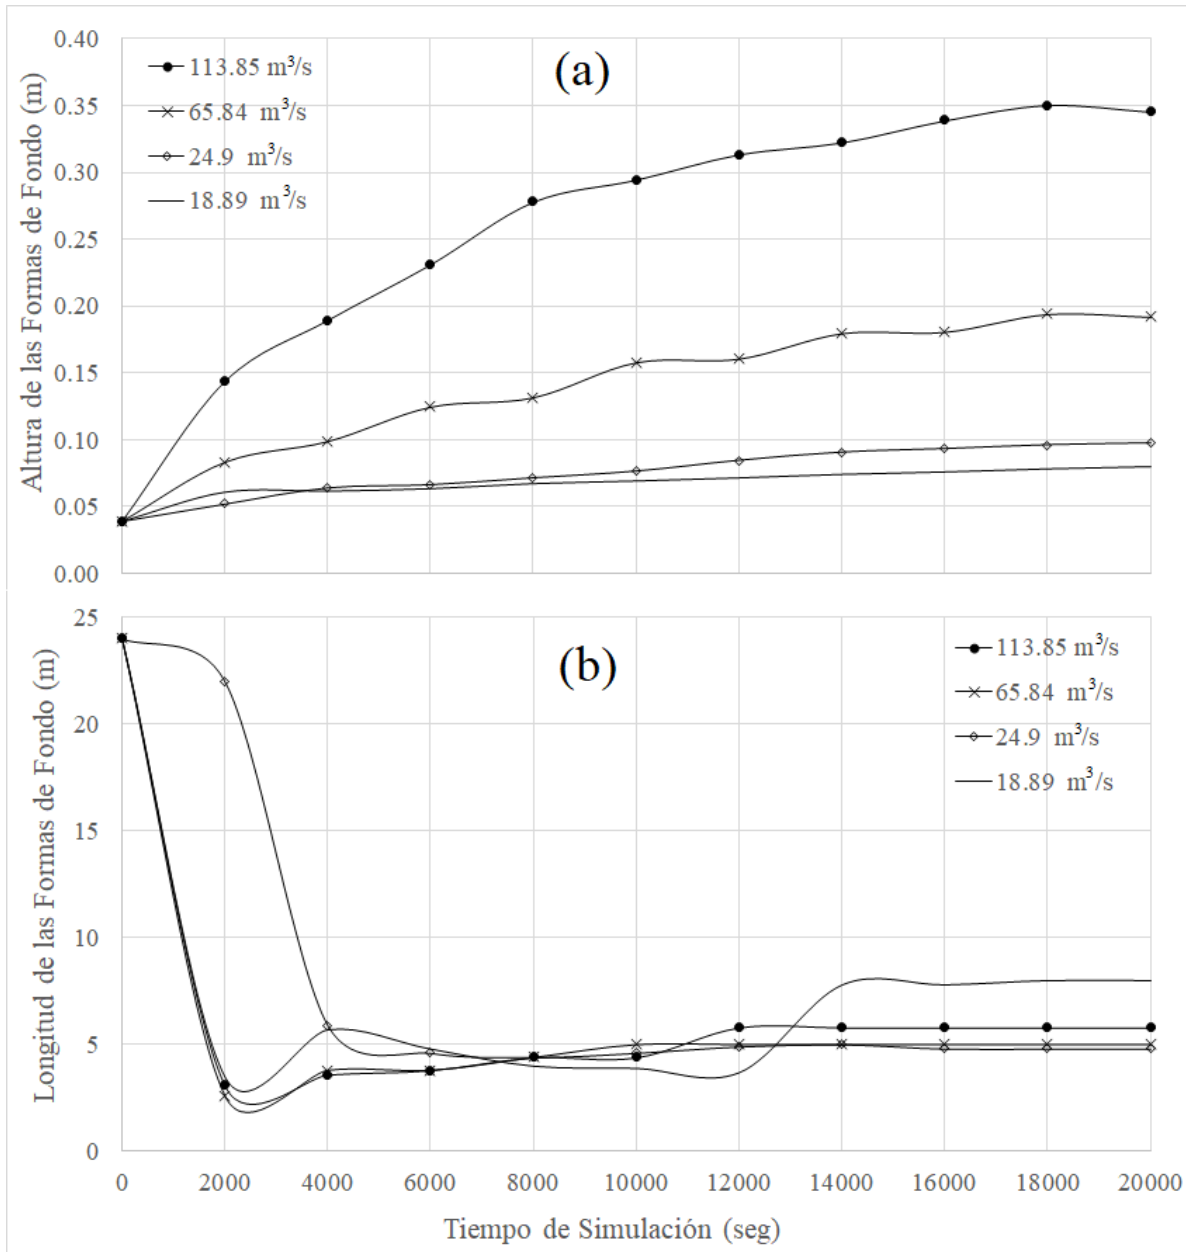 Altura de las Formas de Fondo (m)
0.40
0.35
0.30
0.25
0.20
0.15
0.10
0.05
0.00
(a)
113.85 m³/s
65.84 m³/s
24.9 m³/s
18.89 m³/s
Longitud de las Formas de Fondo (m)
25
20
15
10
5
0
(b)
113.85 m³/s
65.84 m³/s
24.9 m³/s
18.89 m³/s
0 2000 4000 6000 8000 10000 12000 14000 16000 18000 20000
Tiempo de Simulación (seg)